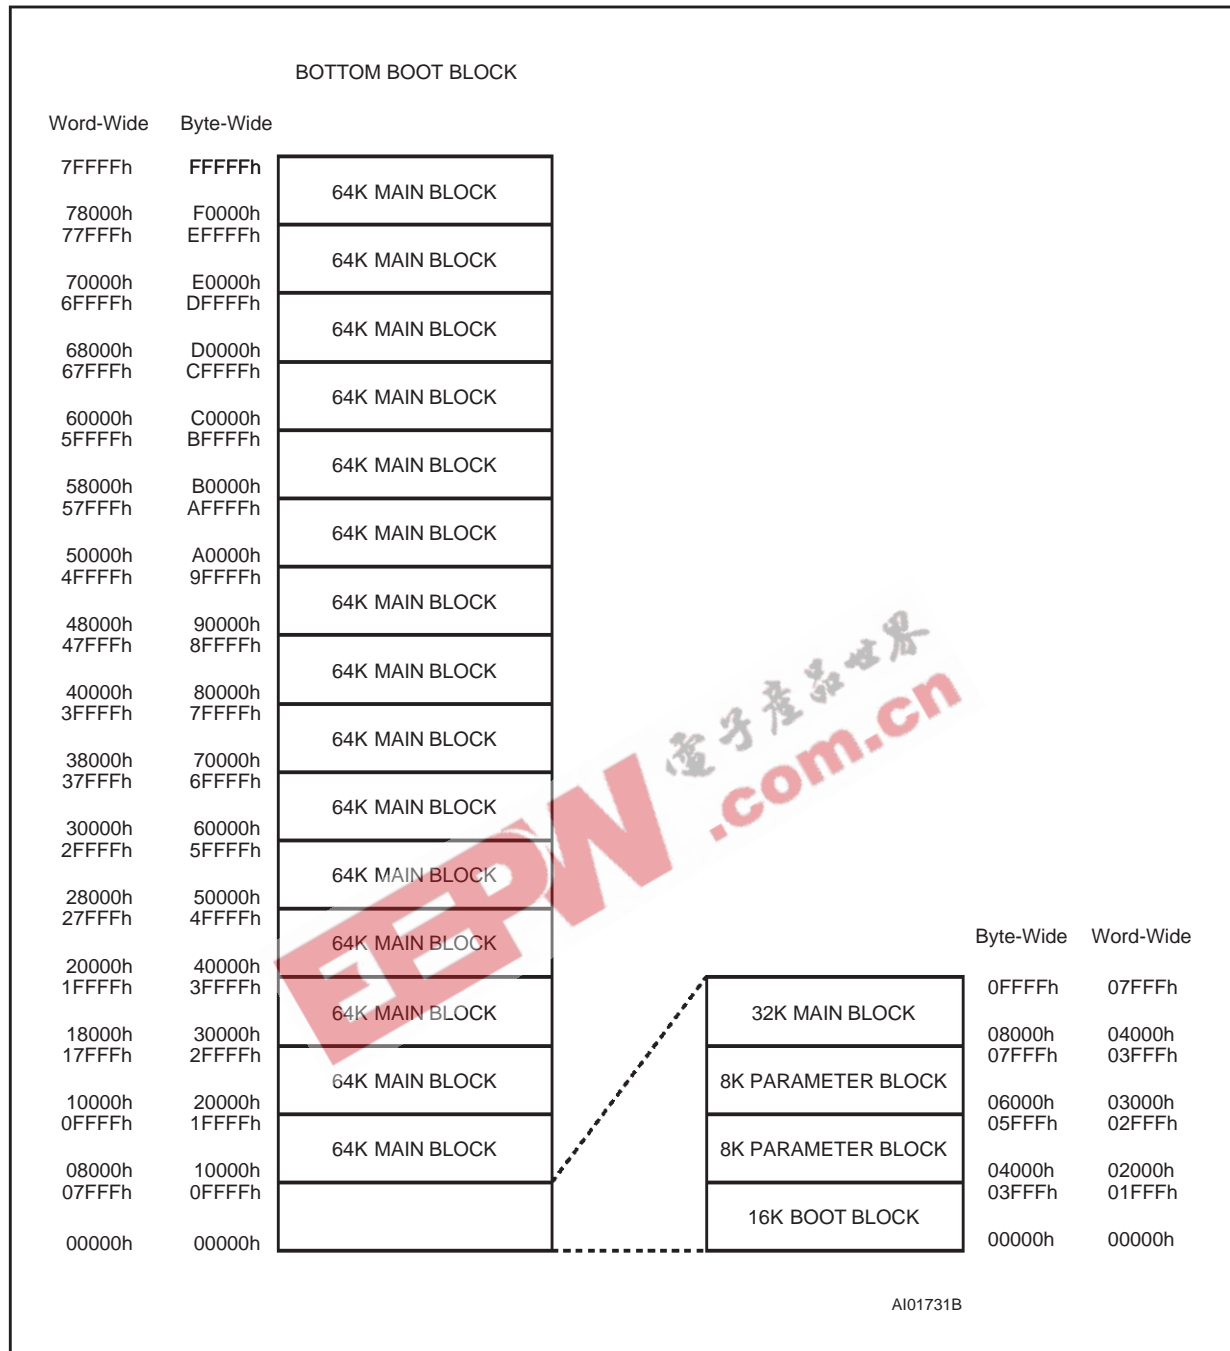 BOTTOM BOOT BLOCK
Word-Wide Byte-Wide
7FFFFh FFFFFh
64K MAIN BLOCK
78000h F0000h
77FFFh EFFFFh
64K MAIN BLOCK
70000h E0000h
6FFFFh DFFFFh
64K MAIN BLOCK
68000h D0000h
67FFFh CFFFFh
64K MAIN BLOCK
60000h C0000h
5FFFFh BFFFFh
64K MAIN BLOCK
58000h B0000h
57FFFh AFFFFh
64K MAIN BLOCK
50000h A0000h
4FFFFh 9FFFFh
64K MAIN BLOCK
48000h 90000h
47FFFh 8FFFFh
64K MAIN BLOCK
40000h 80000h
3FFFFh 7FFFFh
64K MAIN BLOCK
38000h 70000h
37FFFh 6FFFFh
64K MAIN BLOCK
30000h 60000h
2FFFFh 5FFFFh
64K MAIN BLOCK
28000h 50000h
27FFFh 4FFFFh
64K MAIN BLOCK
20000h 40000h
1FFFFh 3FFFFh
64K MAIN BLOCK
18000h 30000h
17FFFh 2FFFFh
64K MAIN BLOCK
10000h 20000h
0FFFFh 1FFFFh
64K MAIN BLOCK
08000h 10000h
07FFFh 0FFFFh
00000h 00000h
Byte-Wide Word-Wide
0FFFFh 07FFFh
32K MAIN BLOCK
08000h 04000h
07FFFh 03FFFh
8K PARAMETER BLOCK
06000h 03000h
05FFFh 02FFFh
8K PARAMETER BLOCK
04000h 02000h
03FFFh 01FFFh
16K BOOT BLOCK
00000h 00000h
AI01731B
EEPW
電子產品世界
.com.cn